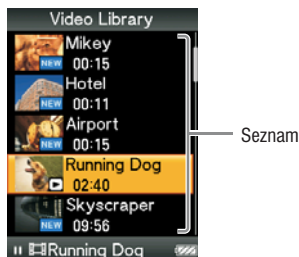 Video Library
Mikey
NEW 00:15
Hotel
NEW 00:11
Airport
NEW 00:15
Running Dog
02:40
Skyscraper
NEW 09:56
Running Dog
Seznam